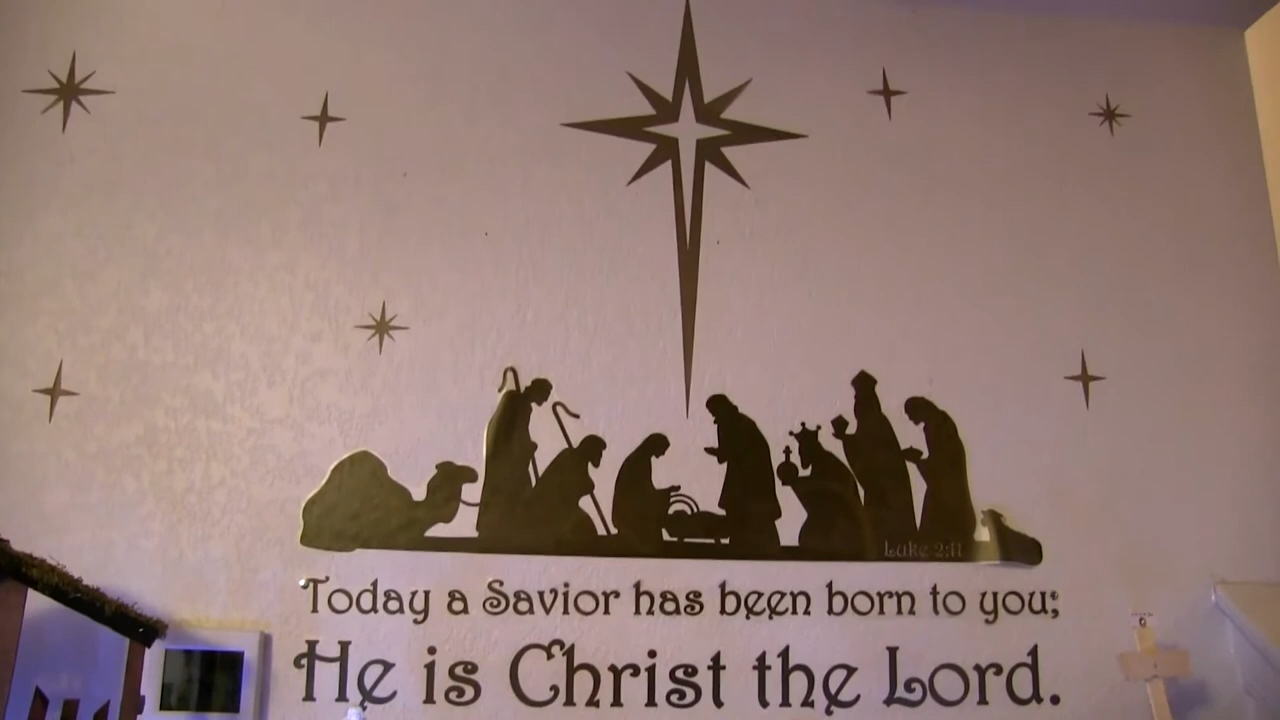 Luke 2:11
Today a Savior has been born to you;
He is Christ the Lord.